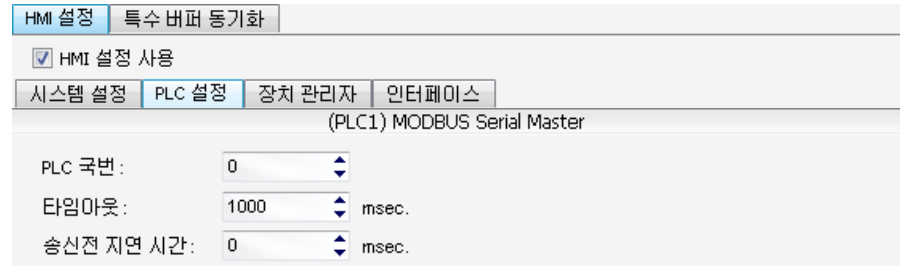 HMI 설정 특수 버퍼 동기화
HMI 설정 사용
시스템 설정 PLC 설정 장치 관리자 인터페이스
(PLC1) MODBUS Serial Master
PLC 국번 : 0
타임아웃 : 1000 msec.
송신전 지연 시간 : 0 msec.